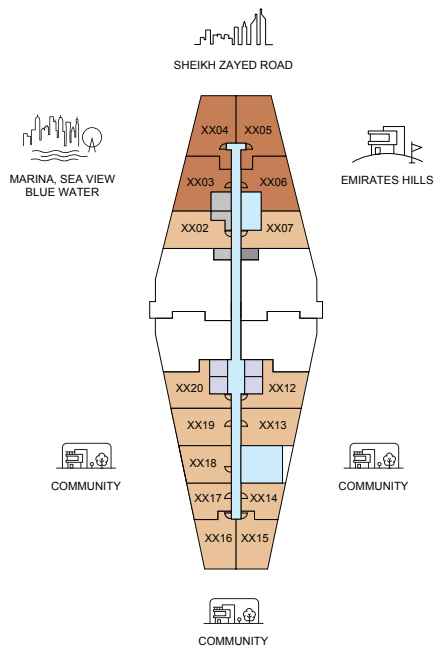 SHEIKH ZAYED ROAD
MARINA, SEA VIEW
BLUE WATER
EMIRATES HILLS
XX04
XX05
XX03
XX06
XX02
XX07
XX20
XX12
XX19
XX13
XX18
XX17
XX14
XX16
XX15
COMMUNITY
COMMUNITY
COMMUNITY